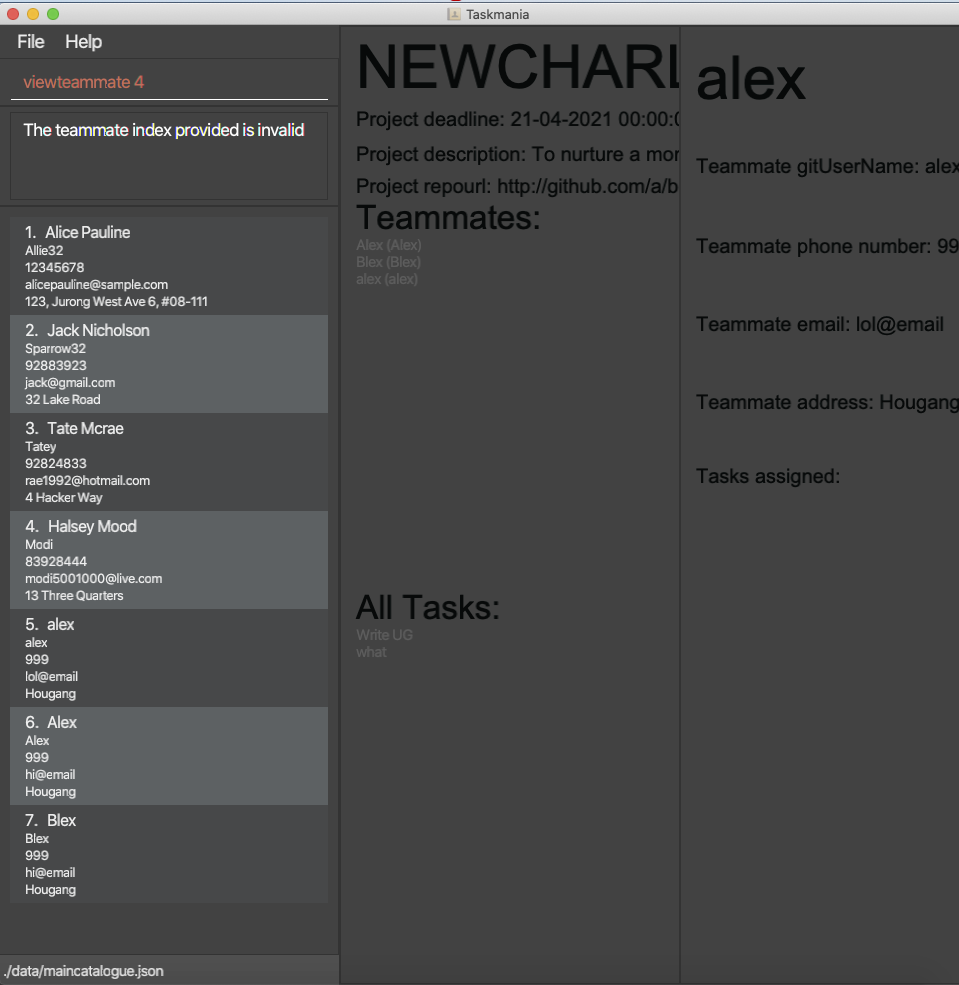 Taskmania
File Help
viewteammate 4
The teammate index provided is invalid
1. Alice Pauline
Allie32
12345678
alicepauline@sample.com
123, Jurong West Ave 6, #08-111
2. Jack Nicholson
Sparrow32
92883923
jack@gmail.com
32 Lake Road
3. Tate Mcrae
Tatey
92824833
rae1992@hotmail.com
4 Hacker Way
4. Halsey Mood
Modi
83928444
modi5001000@live.com
13 Three Quarters
5. alex
alex
999
lol@email
Hougang
6. Alex
Alex
999
hi@email
Hougang
7. Blex
Blex
999
hi@email
Hougang
./data/maincatalogue.json
NEWCHARL
Project deadline: 21-04-2021 00:00:0
Project description: To nurture a mor
Project repourl: http://github.com/a/b
Teammates:
Alex (Alex)
Blex (Blex)
alex (alex)
All Tasks:
Write UG
what
alex
Teammate gitUserName: alex
Teammate phone number: 99
Teammate email: lol@email
Teammate address: Hougang
Tasks assigned: